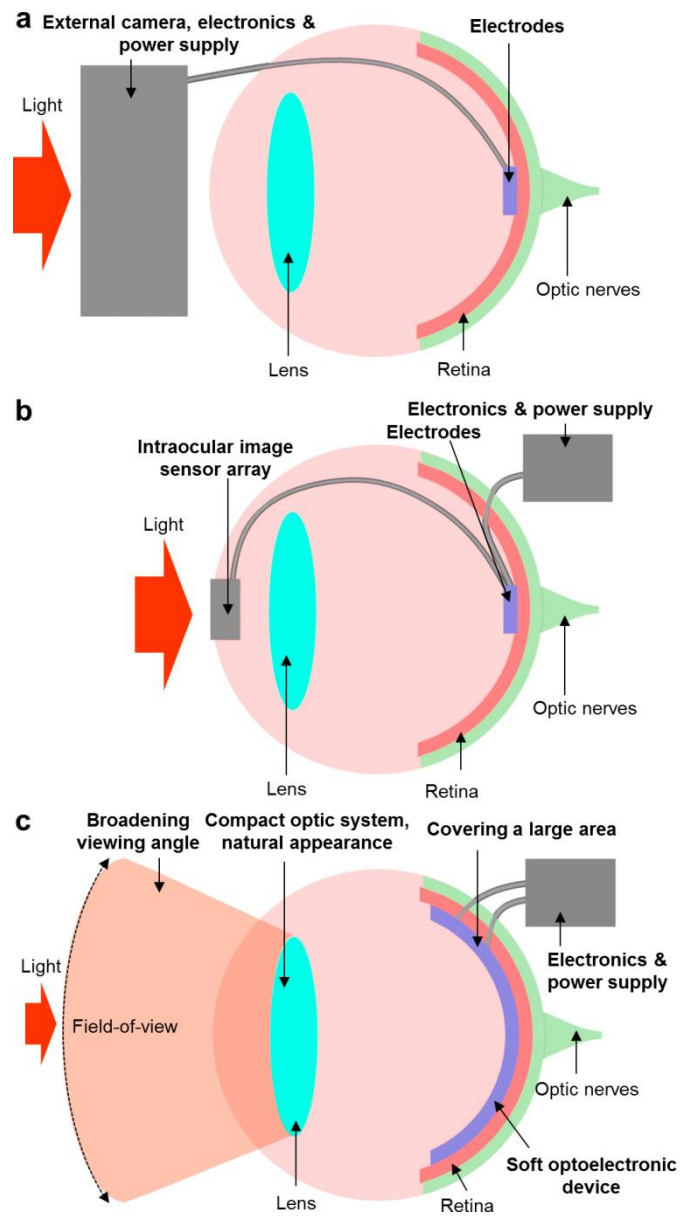 a
External camera, electronics &
power supply
Electrodes
Light
Optic nerves
Lens
Retina
b
Electronics & power supply
Electrodes
Intraocular image
sensor array
Light
Optic nerves
Lens
Retina
c
Broadening
viewing angle
Compact optic system,
natural appearance
Covering a large area
Light
Electronics &
power supply
Field-of-view
Optic nerves
Soft optoelectronic
device
Lens
Retina